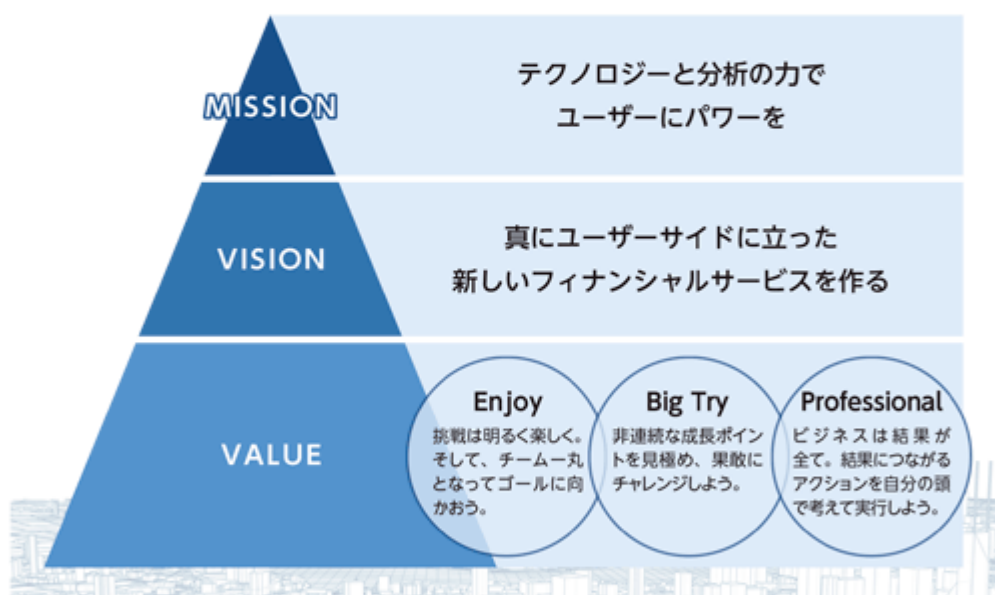 MISSION
テクノロジーと分析の力で
ユーザーにパワーを
VISION
真にユーザーサイドに立った
新しいフィナンシャルサービスを作る
VALUE
Enjoy
挑戦は明るく楽しく。
そして、チーム一丸
となってゴールに向
かおう。
Big Try
非連続な成長ポイン
トを見極め、果敢に
チャレンジしよう。
Professional
ビジネスは結果が
全て。結果につながる
アクションを自分の頭
で考えて実行しよう。